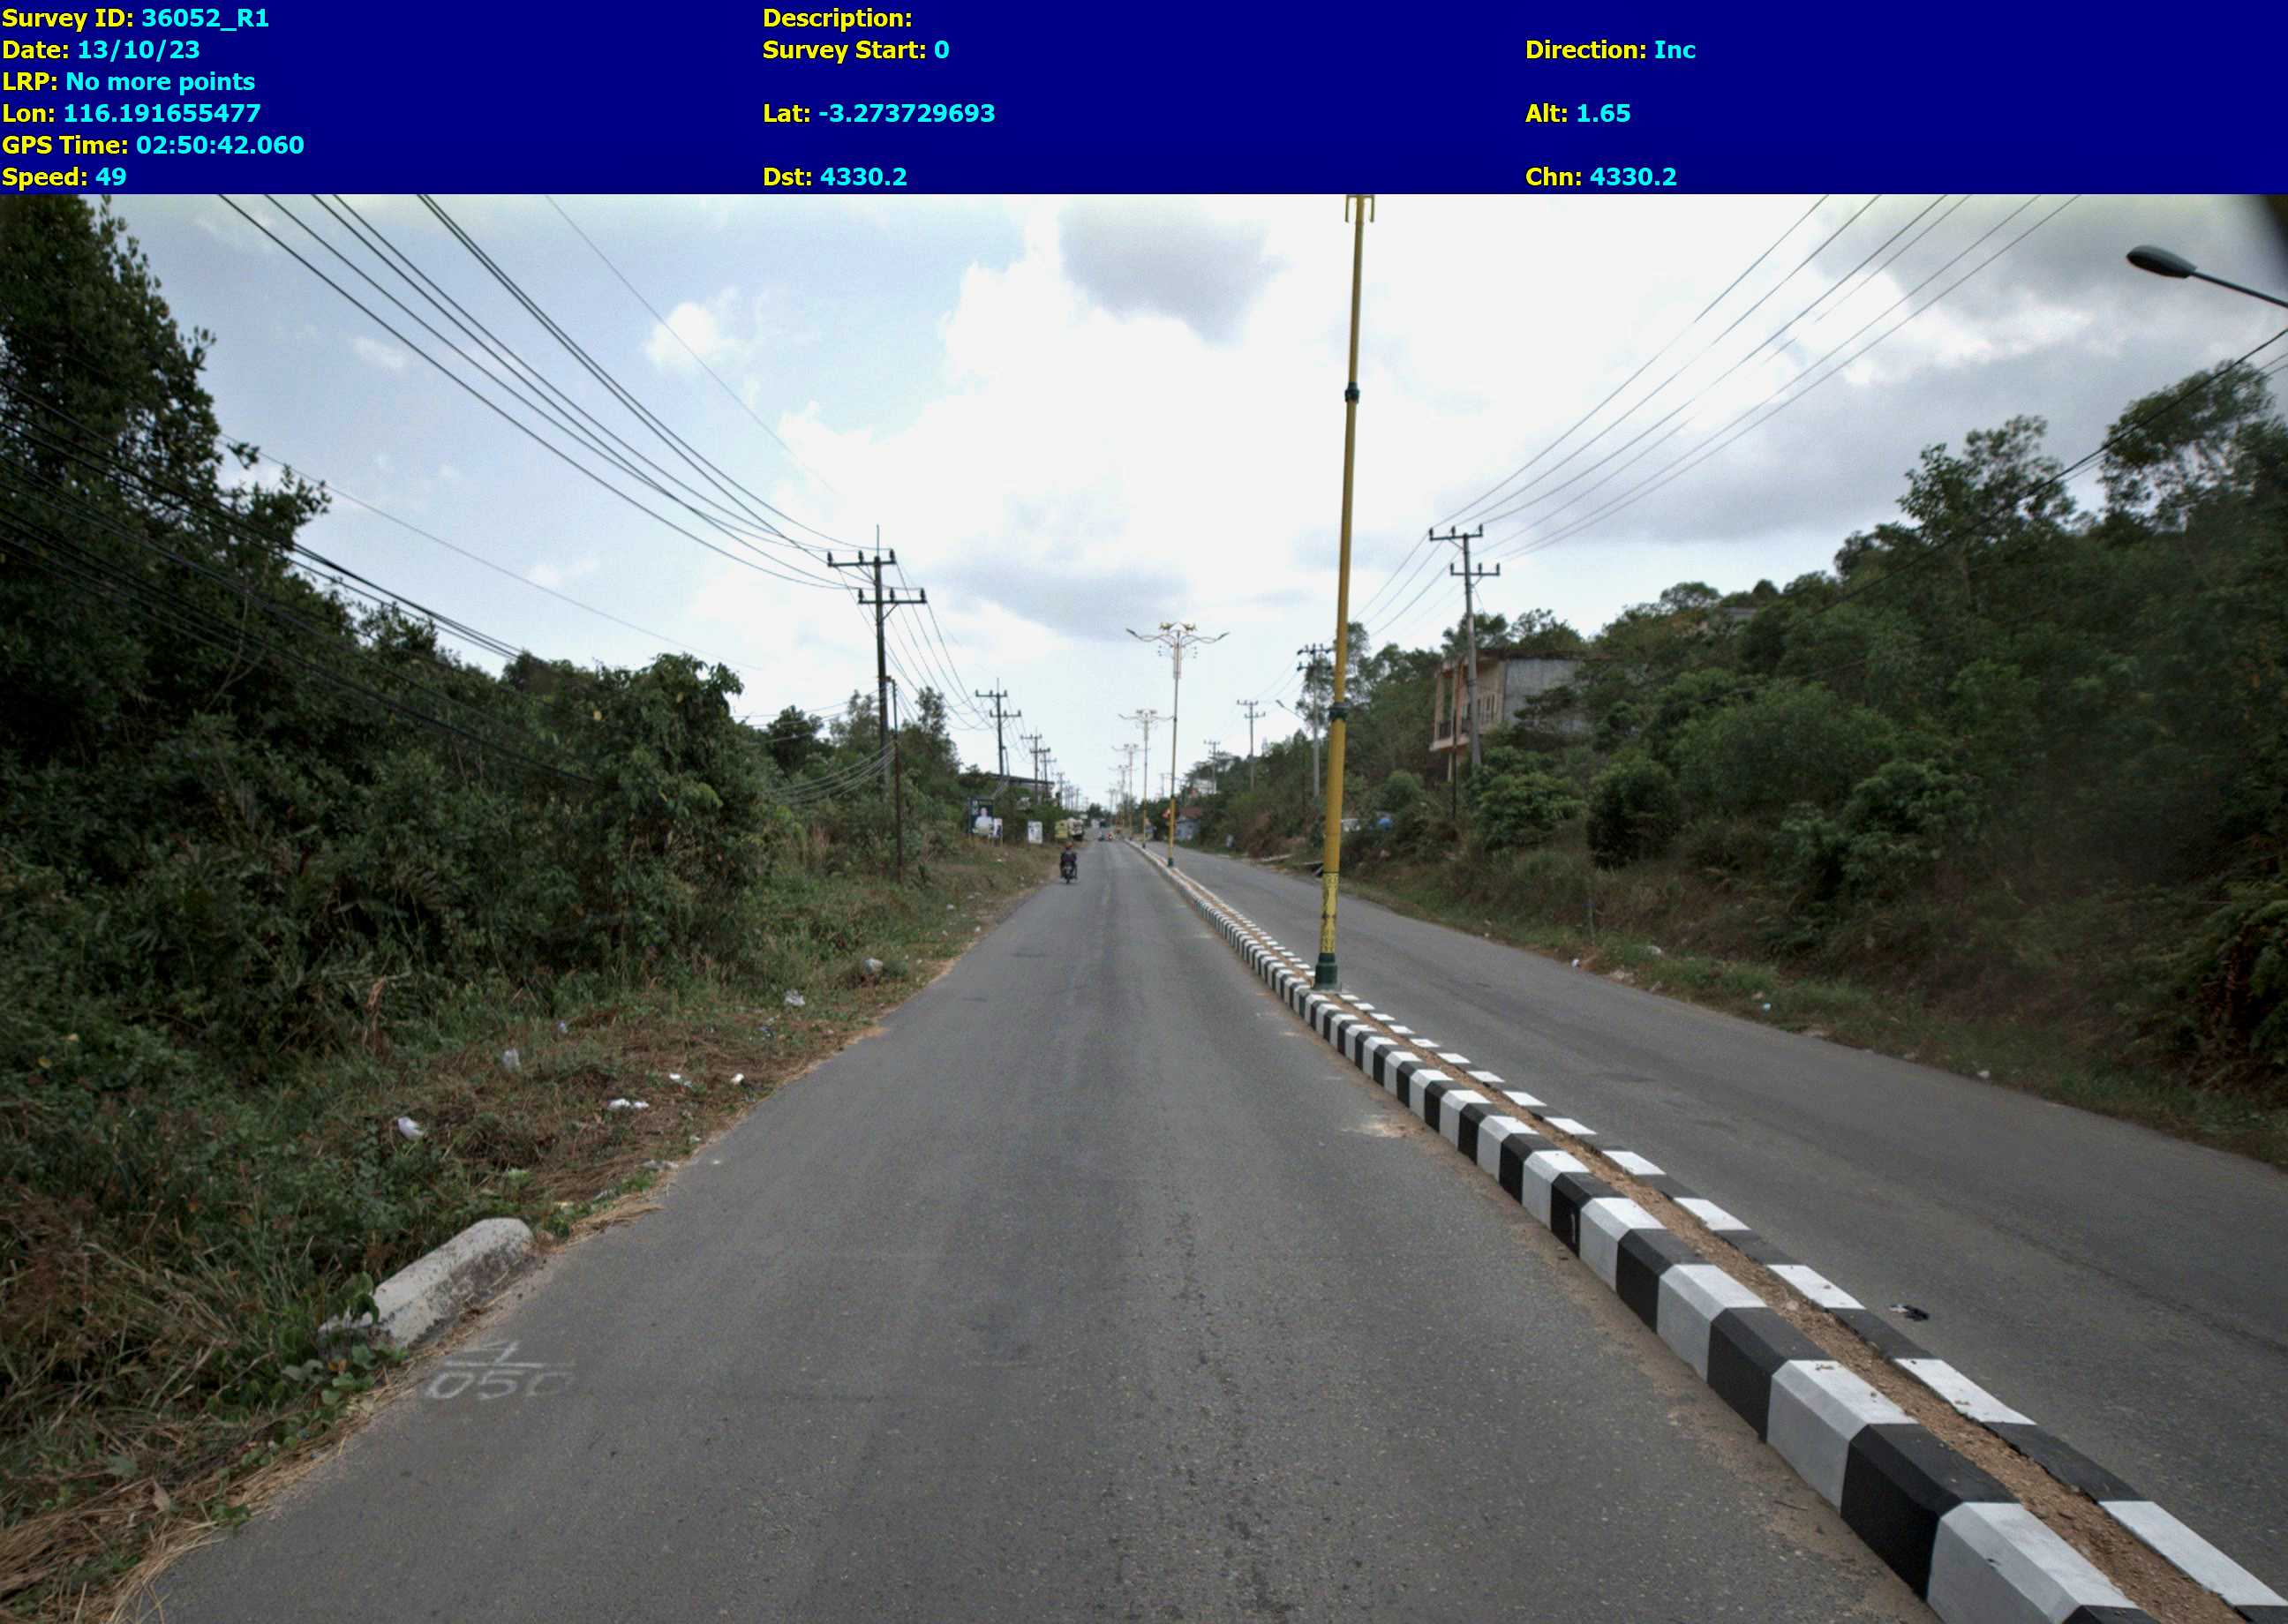 Survey ID: 36052_R1
Description:
Date: 13/10/23
Survey Start: 0
Direction: Inc
LRP: No more points
Lon: 116.191655477
Lat: -3.273729693
Alt: 1.65
GPS Time: 02:50:42.060
Speed: 49
Dst: 4330.2
Chn: 4330.2
4
050